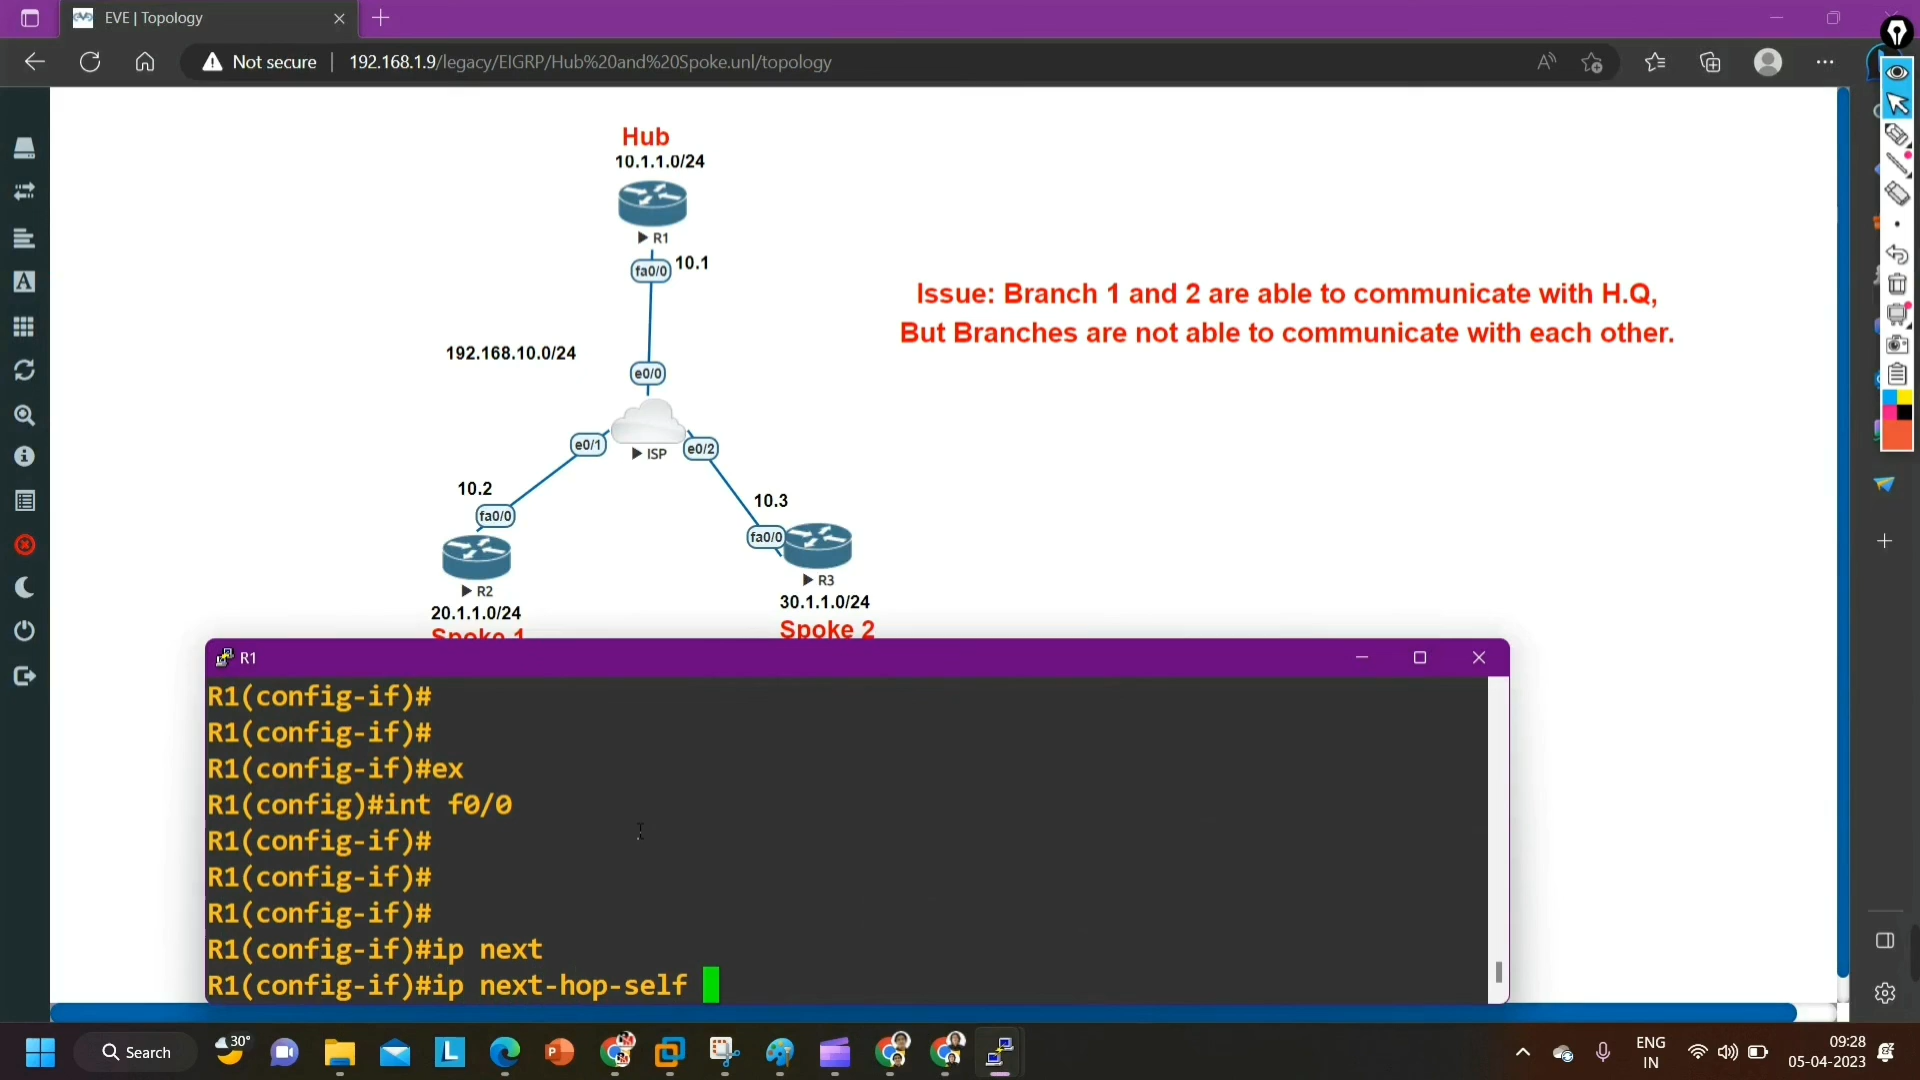 EVE | Topology
Not secure
192.168.1.9/legacy/EIGRP/Hub%20and%20Spoke.unl/topology
Hub
10.1.1.0/24
R1
fa0/0
10.1
Issue: Branch 1 and 2 are able to communicate with H.Q,
But Branches are not able to communicate with each other.
192.168.10.0/24
e0/0
e0/1
ISP
e0/2
10.2
10.3
fa0/0
fa0/0
R2
R3
20.1.1.0/24
30.1.1.0/24
Spoke 1
Spoke 2
R1
R1(config-if)#
R1(config-if)#
R1(config-if)#ex
R1(config)#int f0/0
R1(config-if)#
R1(config-if)#
R1(config-if)#
R1(config-if)#ip next
R1(config-if)#ip next-hop-self
Search
30°
ENG
IN
09:28
05-04-2023